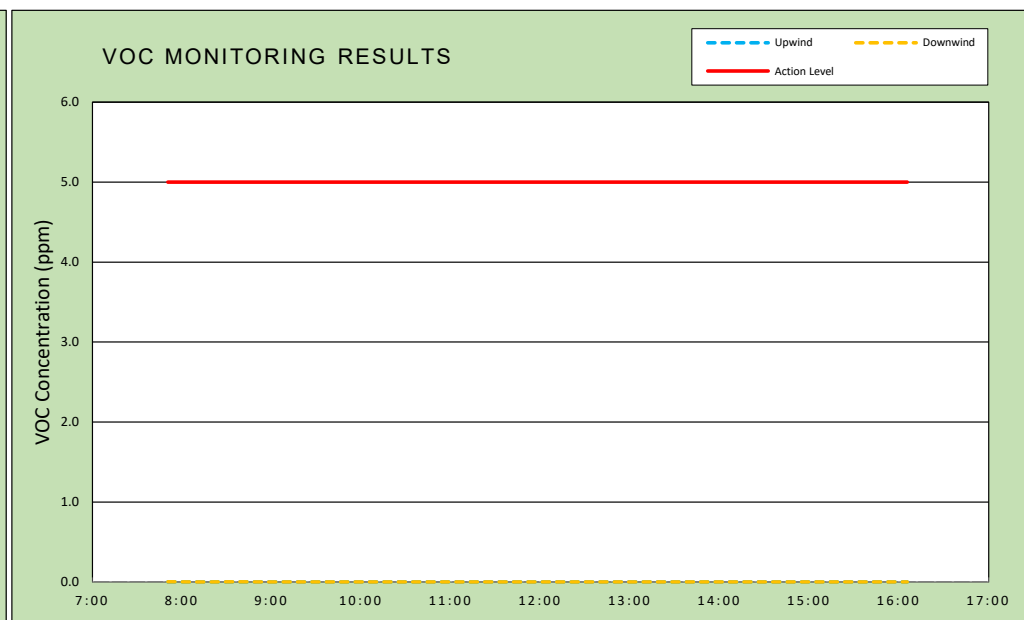 VOC MONITORING RESULTS
Upwind
Downwind
Action Level
VOC Concentration (ppm)
6.0
5.0
4.0
3.0
2.0
1.0
0.0
7:00 8:00 9:00 10:00 11:00 12:00 13:00 14:00 15:00 16:00 17:00